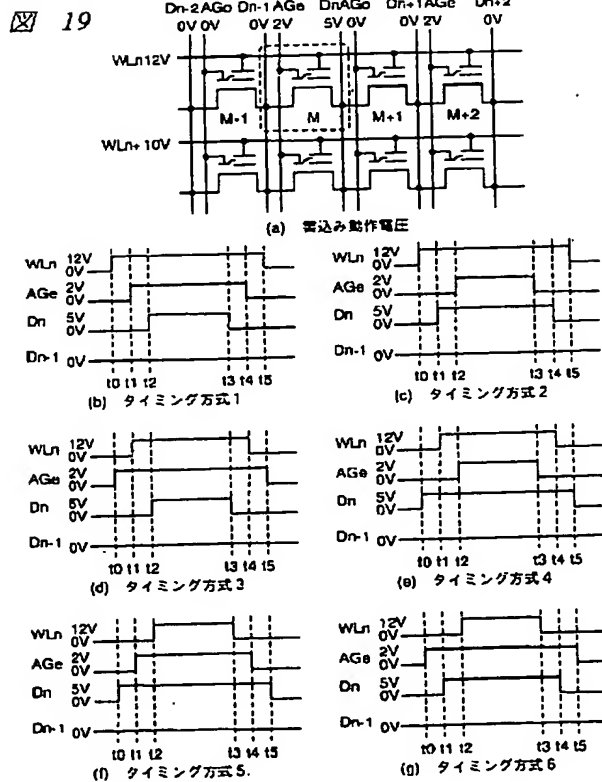 図 19
Dn-2 AGo Dn-1 AGe DnAGo Dn+1 AGe Dn+2
0V 0V 0V 2V 5V 0V 0V 2V 0V
WLn12V
M-1 M M+1 M+2
WLn+ 10V
(a) 書込み動作電圧
WLn 12V
0V
AGe 2V
0V
Dn 5V
0V
Dn-1 0V
t0 t1 t2 t3 t4 t5
(b) タイミング方式1
WLn 12V
0V
AGe 2V
0V
Dn 5V
0V
Dn-1 0V
t0 t1 t2 t3 t4 t5
(c) タイミング方式2
WLn 12V
0V
AGe 2V
0V
Dn 5V
0V
Dn-1 0V
t0 t1 t2 t3 t4 t5
(d) タイミング方式3
WLn 12V
0V
AGe 2V
0V
Dn 5V
0V
Dn-1 0V
t0 t1 t2 t3 t4 t5
(e) タイミング方式4
WLn 12V
0V
AGe 2V
0V
Dn 5V
0V
Dn-1 0V
t0 t1 t2 t3 t4 t5
(f) タイミング方式5.
WLn 12V
0V
AGe 2V
0V
Dn 5V
0V
Dn-1 0V
t0 t1 t2 t3 t4 t5
(g) タイミング方式6